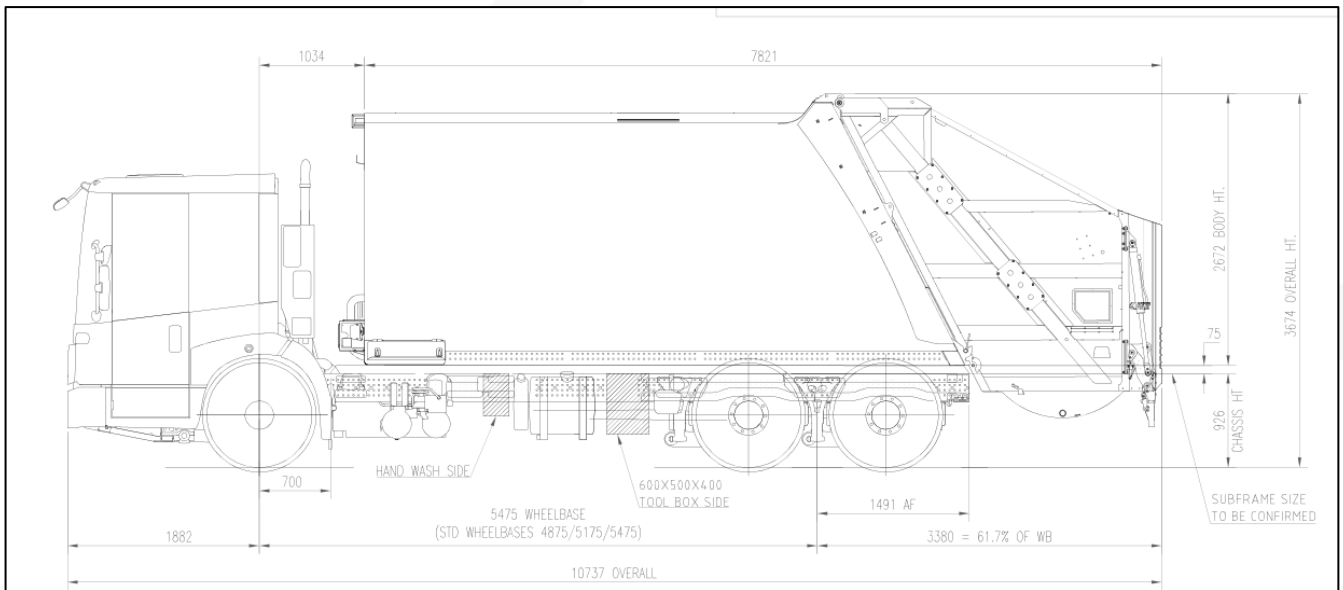 1034
7821
2672 BODY HT.
3674 OVERALL HT.
75
926
CHASSIS HT
HAND WASH SIDE
600X500X400
TOOL BOX SIDE
700
1491 AF
SUBFRAME SIZE
TO BE CONFIRMED
5475 WHEELBASE
(STD WHEELBASES 4875/5175/5475)
1882
3380 = 61.7% OF WB
10737 OVERALL